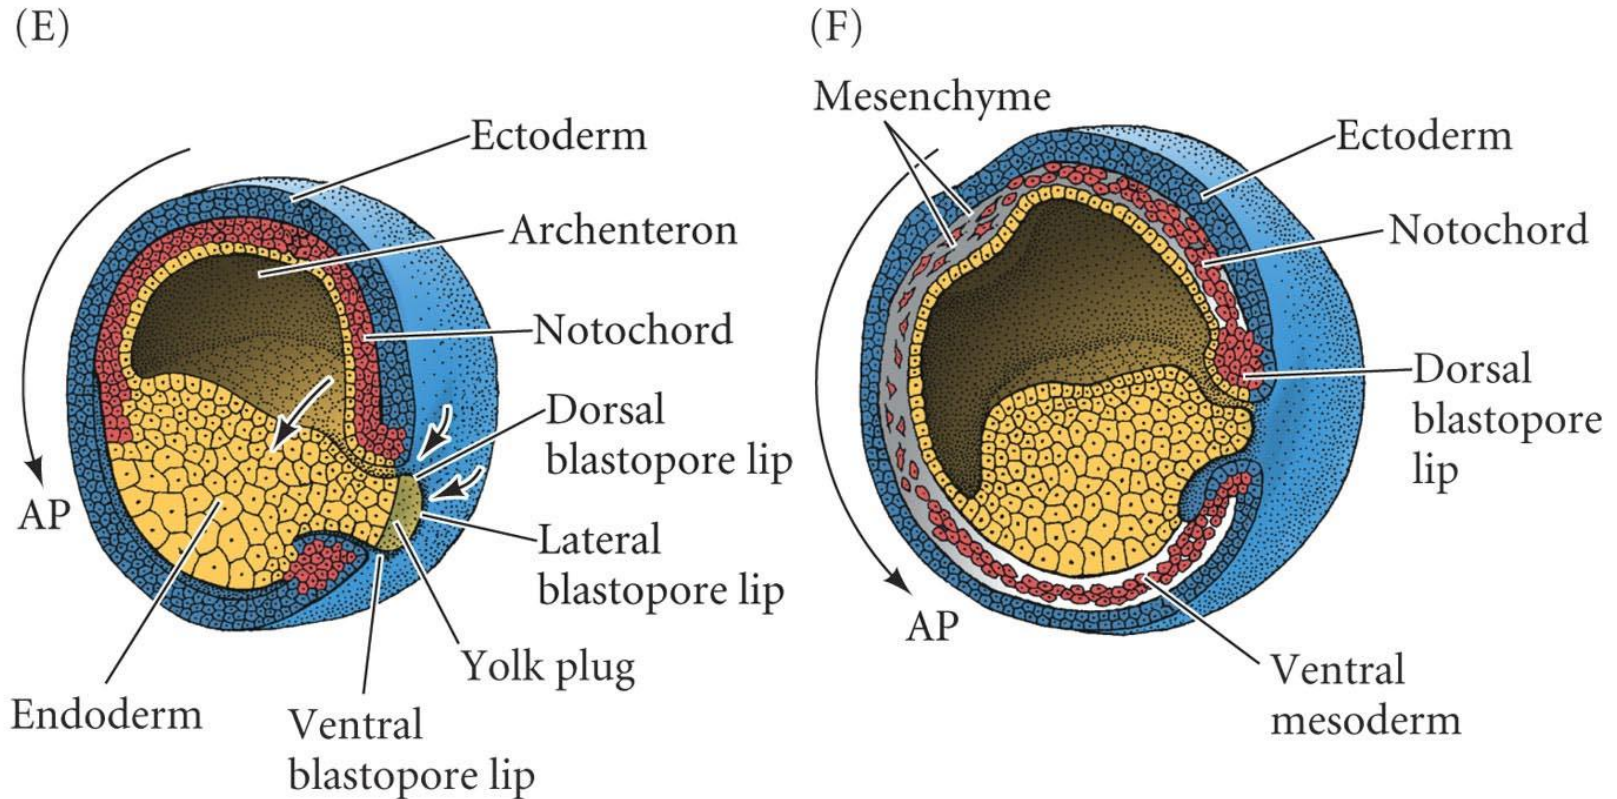 (E)
Ectoderm
Archenteron
Notochord
Dorsal
blastopore lip
Lateral
blastopore lip
Yolk plug
Ventral
blastopore lip
Endoderm
AP
(F)
Mesenchyme
Ectoderm
Notochord
Dorsal
blastopore
lip
Ventral
mesoderm
AP